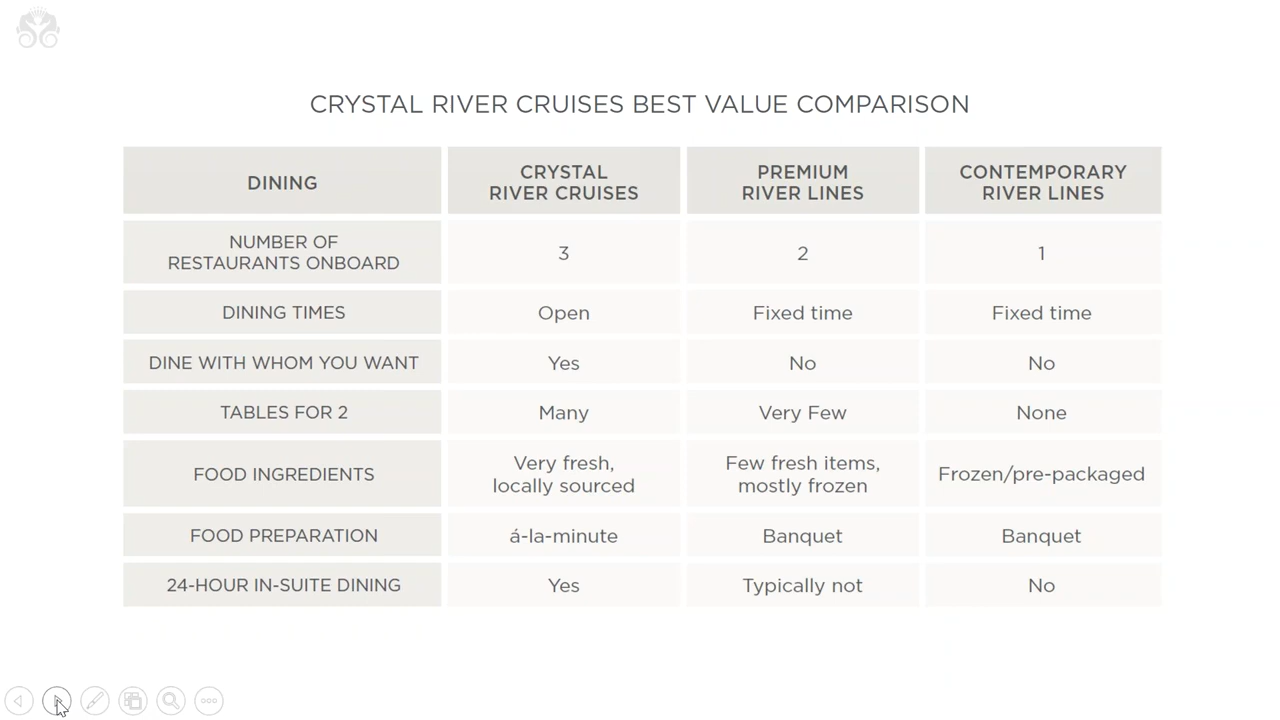 CRYSTAL RIVER CRUISES BEST VALUE COMPARISON
DINING
CRYSTAL
RIVER CRUISES
PREMIUM
RIVER LINES
CONTEMPORARY
RIVER LINES
NUMBER OF
RESTAURANTS ONBOARD
3
2
1
DINING TIMES
Open
Fixed time
Fixed time
DINE WITH WHOM YOU WANT
Yes
No
No
TABLES FOR 2
Many
Very Few
None
FOOD INGREDIENTS
Very fresh,
locally sourced
Few fresh items,
mostly frozen
Frozen/pre-packaged
FOOD PREPARATION
á-la-minute
Banquet
Banquet
24-HOUR IN-SUITE DINING
Yes
Typically not
No